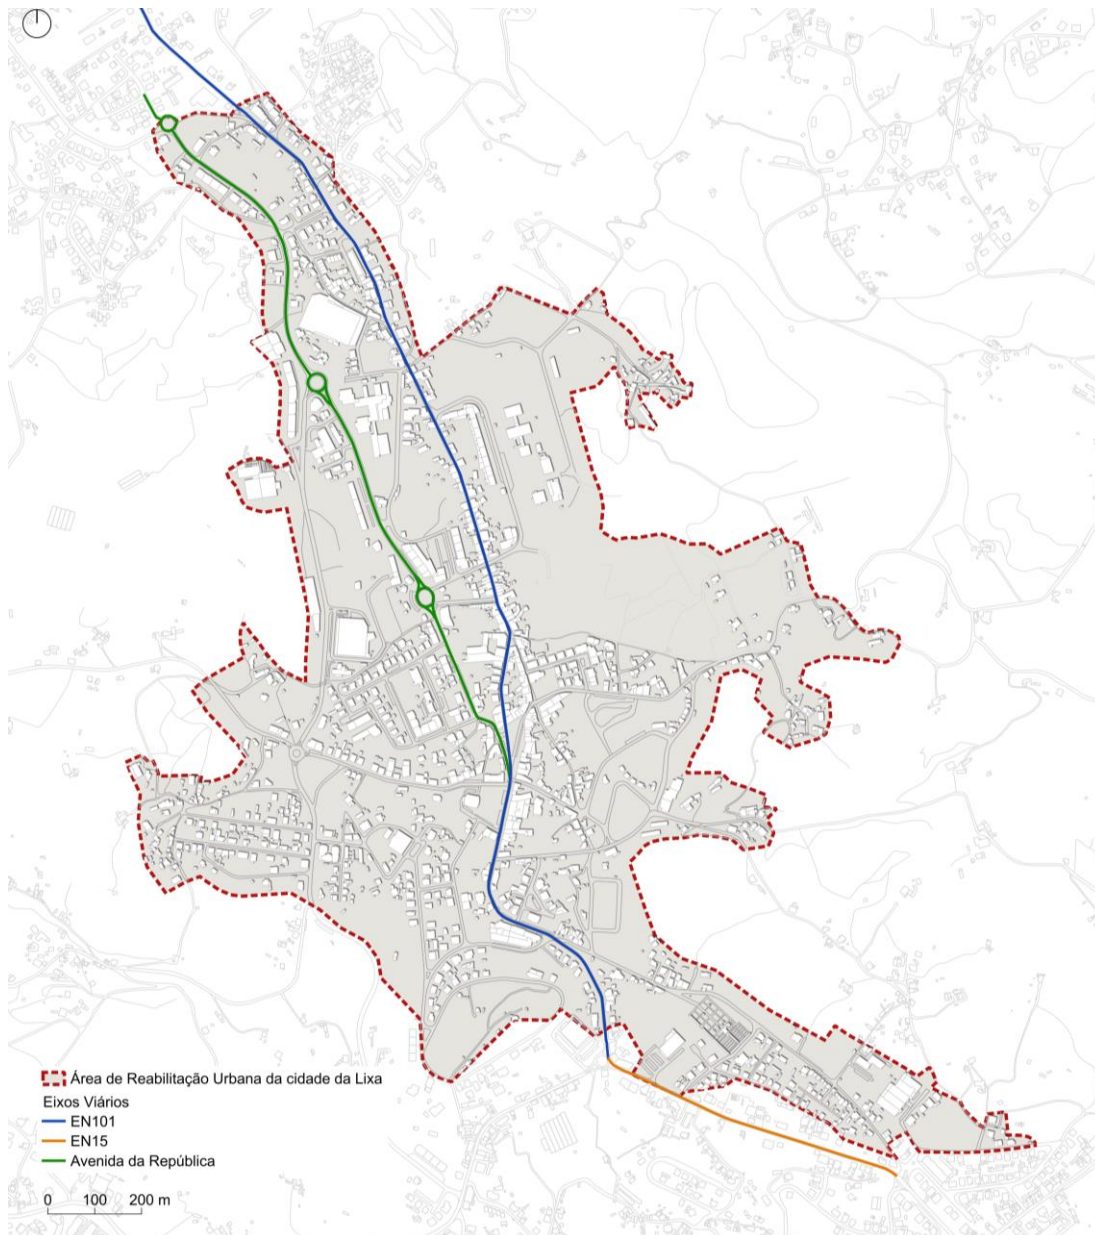 Área de Reabilitação Urbana da cidade da Lixa
Eixos Viários
EN101
EN15
Avenida da República
0 100 200 m